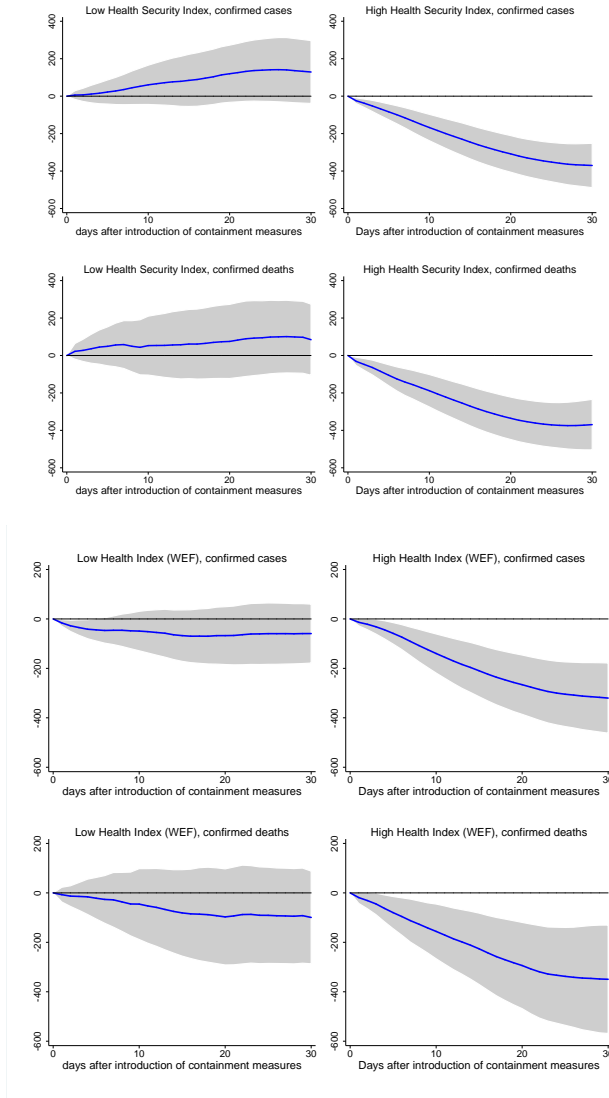 Low Health Security Index, confirmed cases
High Health Security Index, confirmed cases
400
200
0
-200
-400
-600
0 10 20 30
days after introduction of containment measures
400
200
0
-200
-400
-600
0 10 20 30
Days after introduction of containment measures
Low Health Security Index, confirmed deaths
High Health Security Index, confirmed deaths
400
200
0
-200
-400
-600
0 10 20 30
days after introduction of containment measures
400
200
0
-200
-400
-600
0 10 20 30
Days after introduction of containment measures
Low Health Index (WEF), confirmed cases
High Health Index (WEF), confirmed cases
200
0
-200
-400
-600
0 10 20 30
days after introduction of containment measures
200
0
-200
-400
-600
0 10 20 30
Days after introduction of containment measures
Low Health Index (WEF), confirmed deaths
High Health Index (WEF), confirmed deaths
200
0
-200
-400
-600
0 10 20 30
days after introduction of containment measures
200
0
-200
-400
-600
0 10 20 30
Days after introduction of containment measures